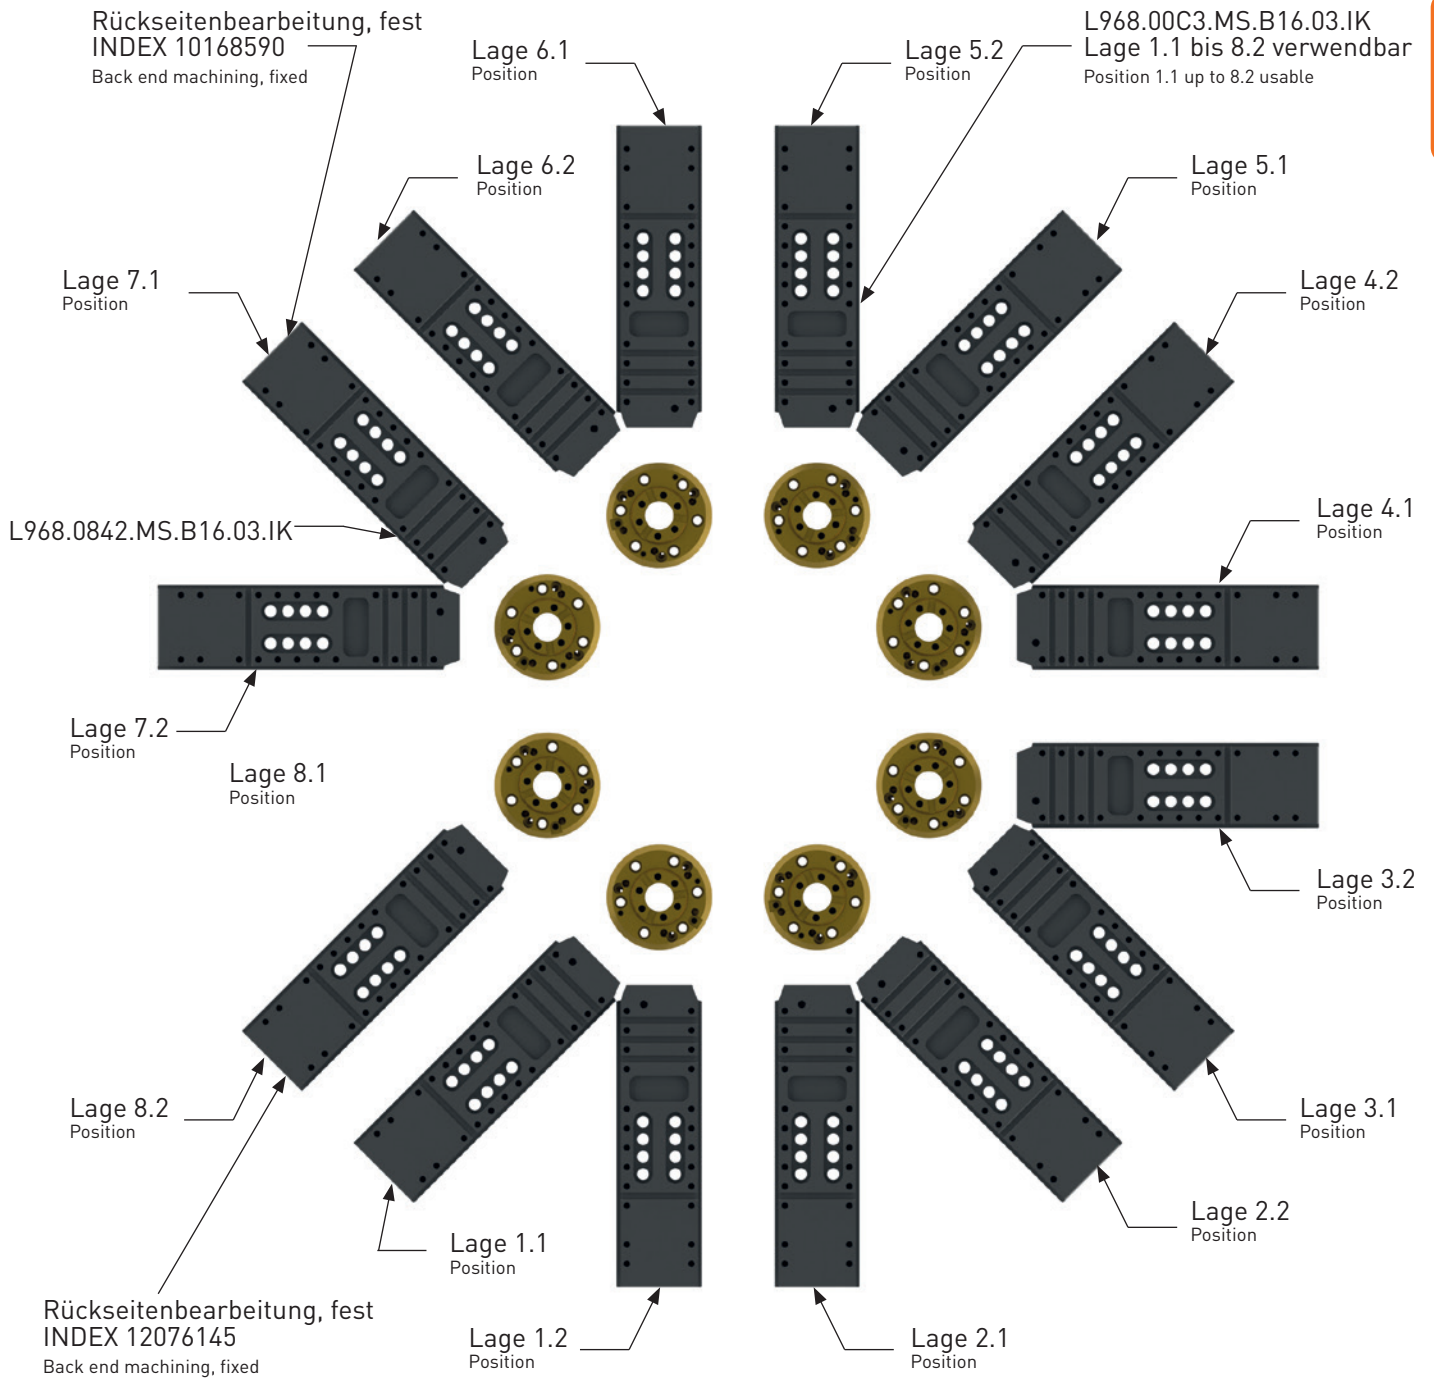 Rückseitenbearbeitung, fest
INDEX 10168590
Back end machining, fixed
Lage 6.1
Position
Lage 5.2
Position
L968.00C3.MS.B16.03.IK
Lage 1.1 bis 8.2 verwendbar
Position 1.1 up to 8.2 usable
Lage 6.2
Position
Lage 5.1
Position
Lage 7.1
Position
Lage 4.2
Position
L968.0842.MS.B16.03.IK
Lage 4.1
Position
Lage 7.2
Position
Lage 8.1
Position
Lage 3.2
Position
Lage 8.2
Position
Lage 3.1
Position
Lage 1.1
Position
Lage 2.2
Position
Rückseitenbearbeitung, fest
INDEX 12076145
Back end machining, fixed
Lage 1.2
Position
Lage 2.1
Position